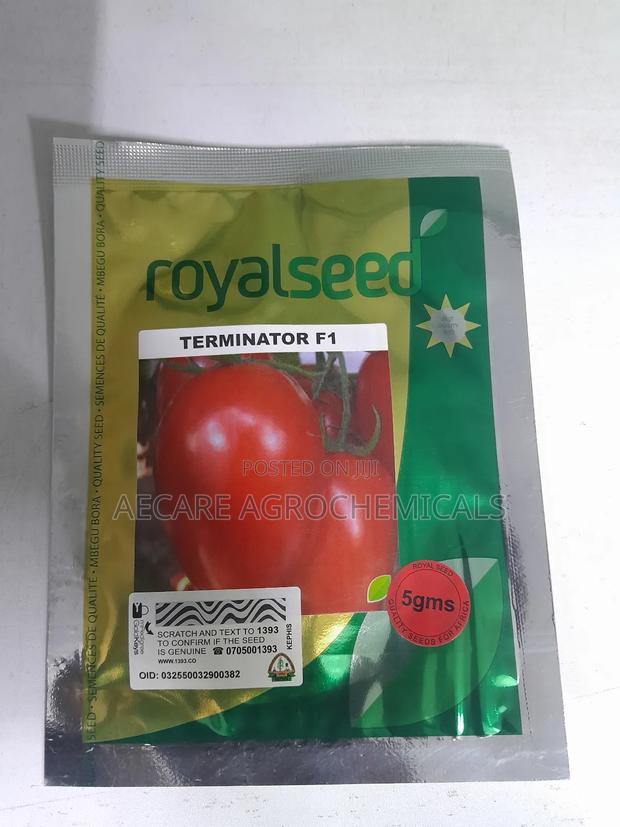 SEED • SEMENCES DE QUALITÉ • MBEGU BORA • QUALITY SEED • SEMENCES DE QUALITÉ • MBEGU BORA • QUALITY SEED
royalseed
TERMINATOR F1
POSTED ON JIJI
AECARE AGROCHEMICALS
ROYAL SEED
5gms
QUALITY SEEDS FOR AFRICA
SCRATCH AND TEXT TO 1393
TO CONFIRM IF THE SEED
IS GENUINE ☎ 0705001393
WWW.1393.CO
KEPHIS
OID: 032550032900382